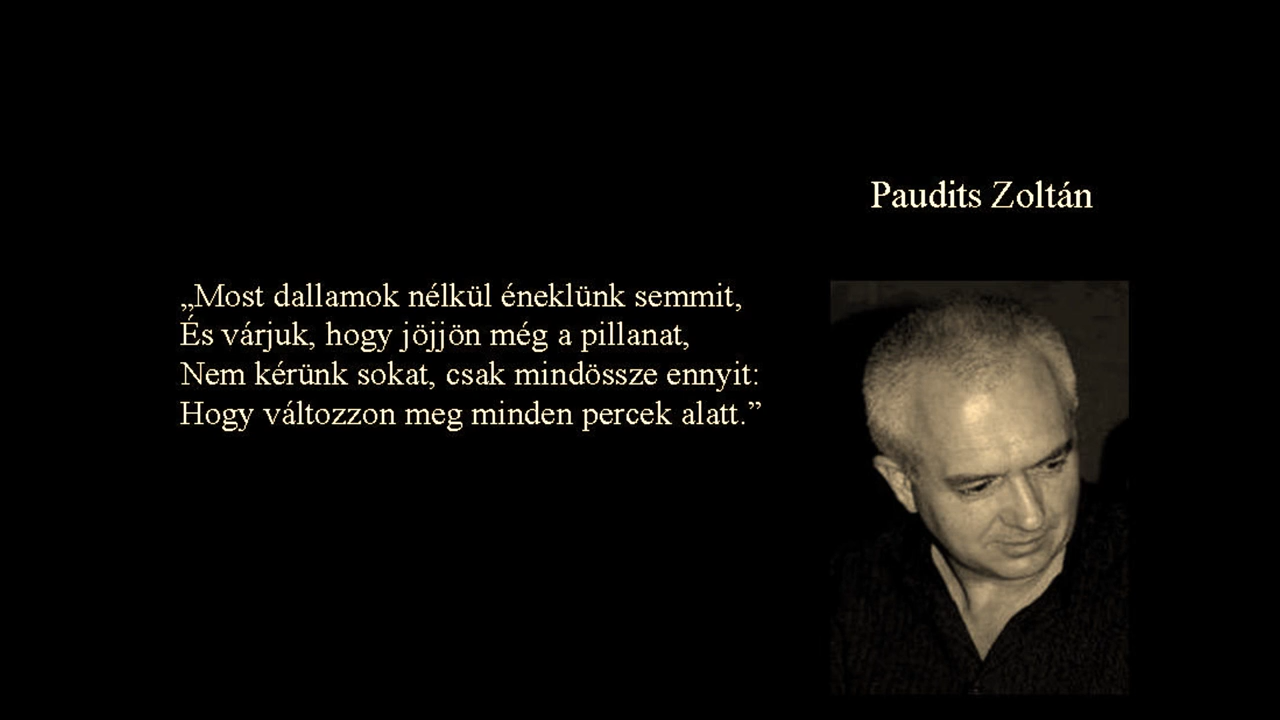 Paudits Zoltán
„Most dallamok nélkül éneklünk semmit,
És várjuk, hogy jöjjön még a pillanat,
Nem kérünk sokat, csak mindössze ennyit:
Hogy változzon meg minden percek alatt.”